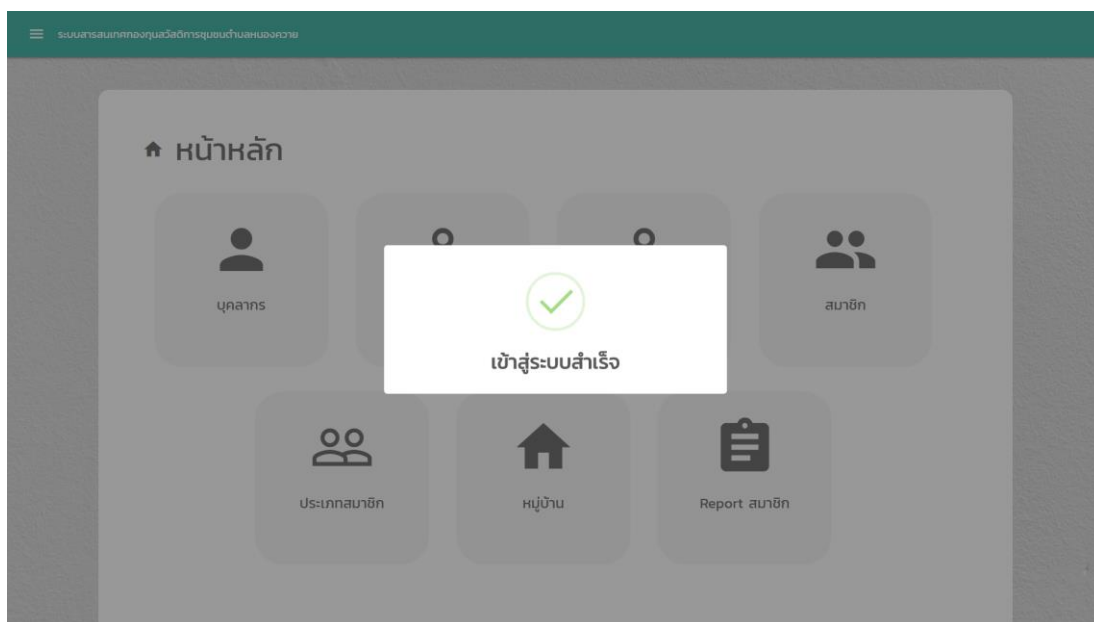 ระบบสารสนเทศกองทุนสวัสดิการชุมชนตำบลหนองควาย
หน้าหลัก
บุคลากร
สมาชิก
เข้าสู่ระบบสำเร็จ
ประเภทสมาชิก
หมู่บ้าน
Report สมาชิก